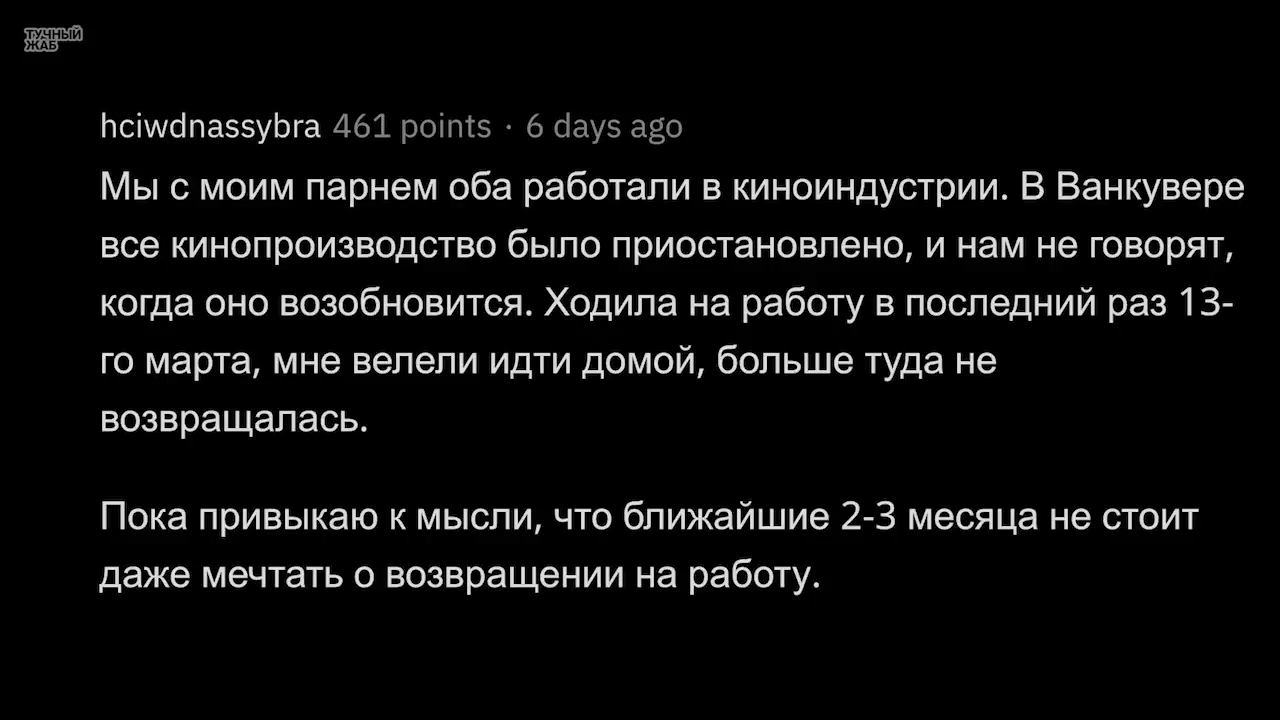 ТУЧНЫЙ
ЖАБ
hciwdnassybra 461 points · 6 days ago
Мы с моим парнем оба работали в киноиндустрии. В Ванкувере
все кинопроизводство было приостановлено, и нам не говорят,
когда оно возобновится. Ходила на работу в последний раз 13-
го марта, мне велели идти домой, больше туда не
возвращалась.
Пока привыкаю к мысли, что ближайшие 2-3 месяца не стоит
даже мечтать о возвращении на работу.